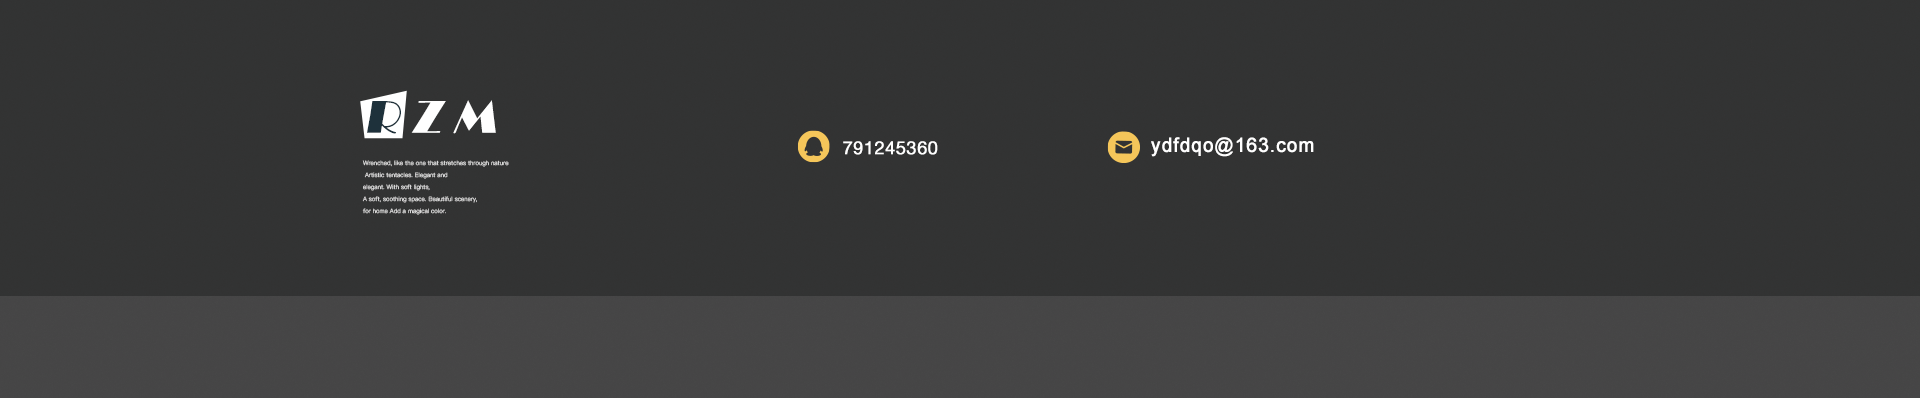 RZM
Wrenched, like the one that stretches through nature
Artistic tentacles. Elegant and
elegant. With soft lights,
A soft, soothing space. Beautiful scenery,
for home Add a magical color.
791245360
ydfdqo@163.com